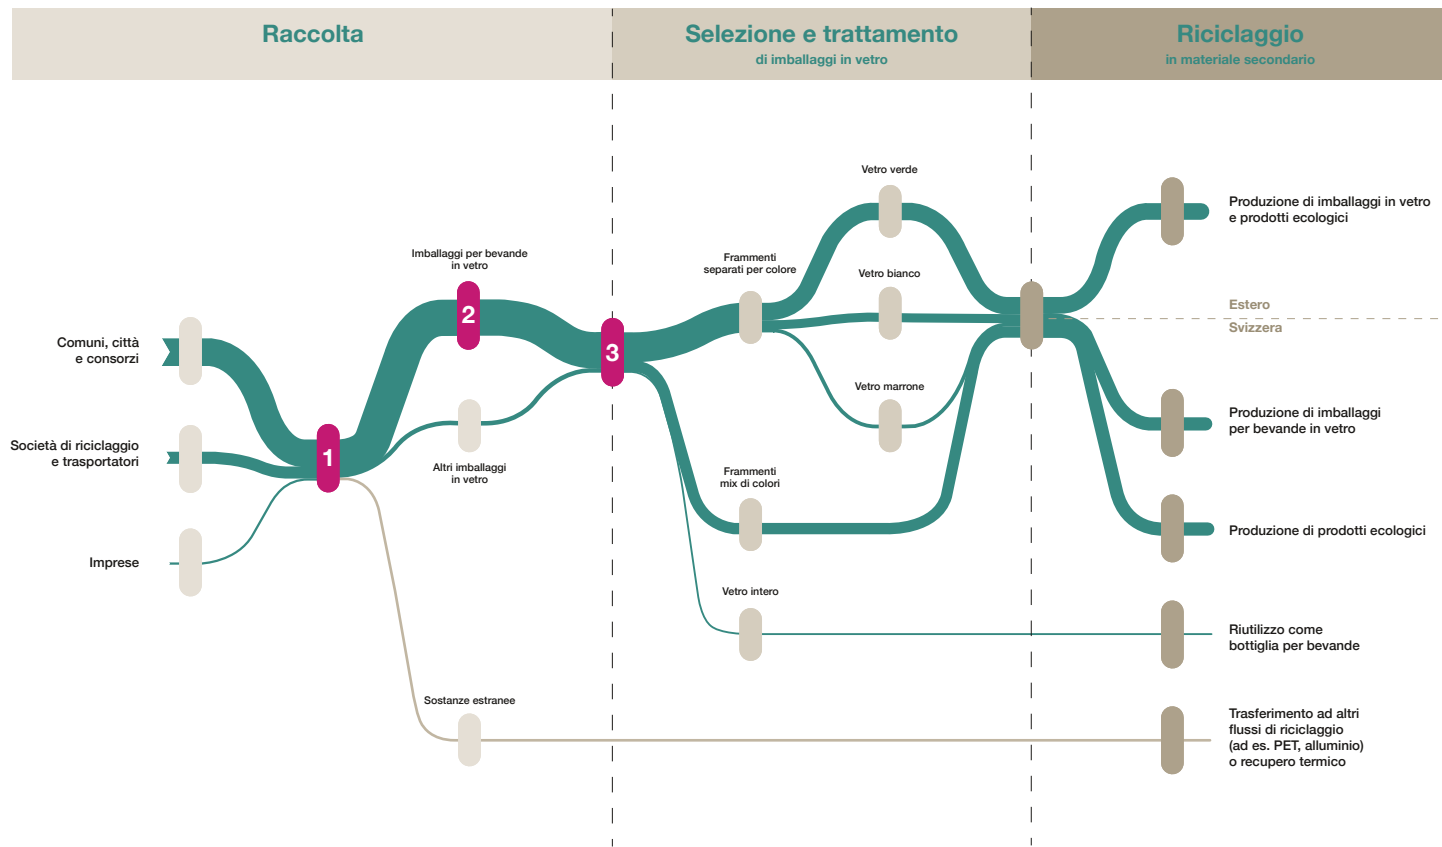 Raccolta
Selezione e trattamento
di imballaggi in vetro
Riciclaggio
in materiale secondario
Comuni, città
e consorzi
Società di riciclaggio
e trasportatori
Imprese
1
Imballaggi per bevande
in vetro
2
Altri imballaggi
in vetro
Sostanze estranee
3
Frammenti
separati per colore
Frammenti
mix di colori
Vetro intero
Vetro verde
Vetro bianco
Vetro marrone
Produzione di imballaggi in vetro
e prodotti ecologici
Estero
Svizzera
Produzione di imballaggi
per bevande in vetro
Produzione di prodotti ecologici
Riutilizzo come
bottiglia per bevande
Trasferimento ad altri
flussi di riciclaggio
(ad es. PET, alluminio)
o recupero termico